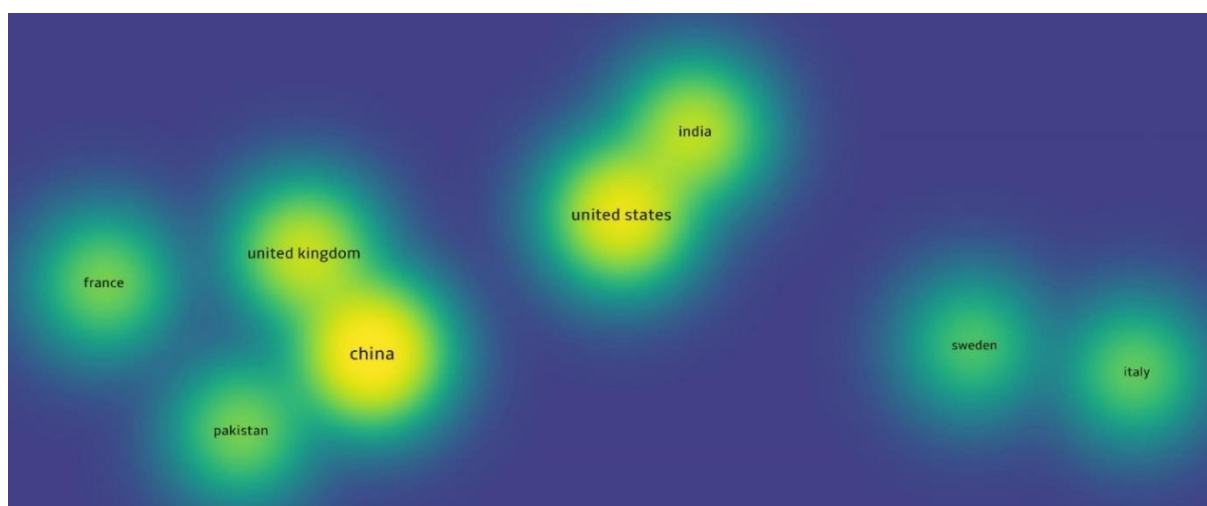 india
united states
united kingdom
france
sweden
china
italy
pakistan